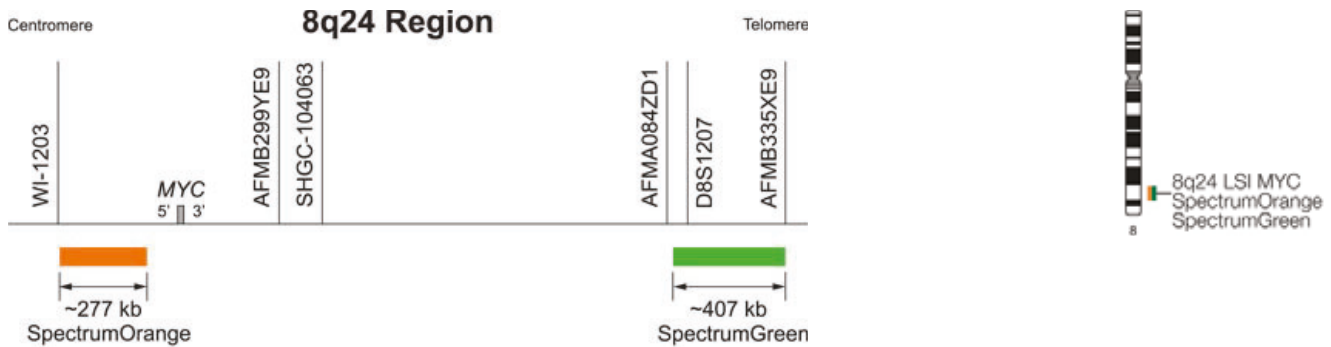 Centromere
8q24 Region
Telomere
WI-1203
MYC
5' 3'
AFMB299YE9
SHGC-104063
AFMA084ZD1
D8S1207
AFMB335XE9
~277 kb
SpectrumOrange
~407 kb
SpectrumGreen
8q24 LSI MYC
SpectrumOrange
SpectrumGreen
8